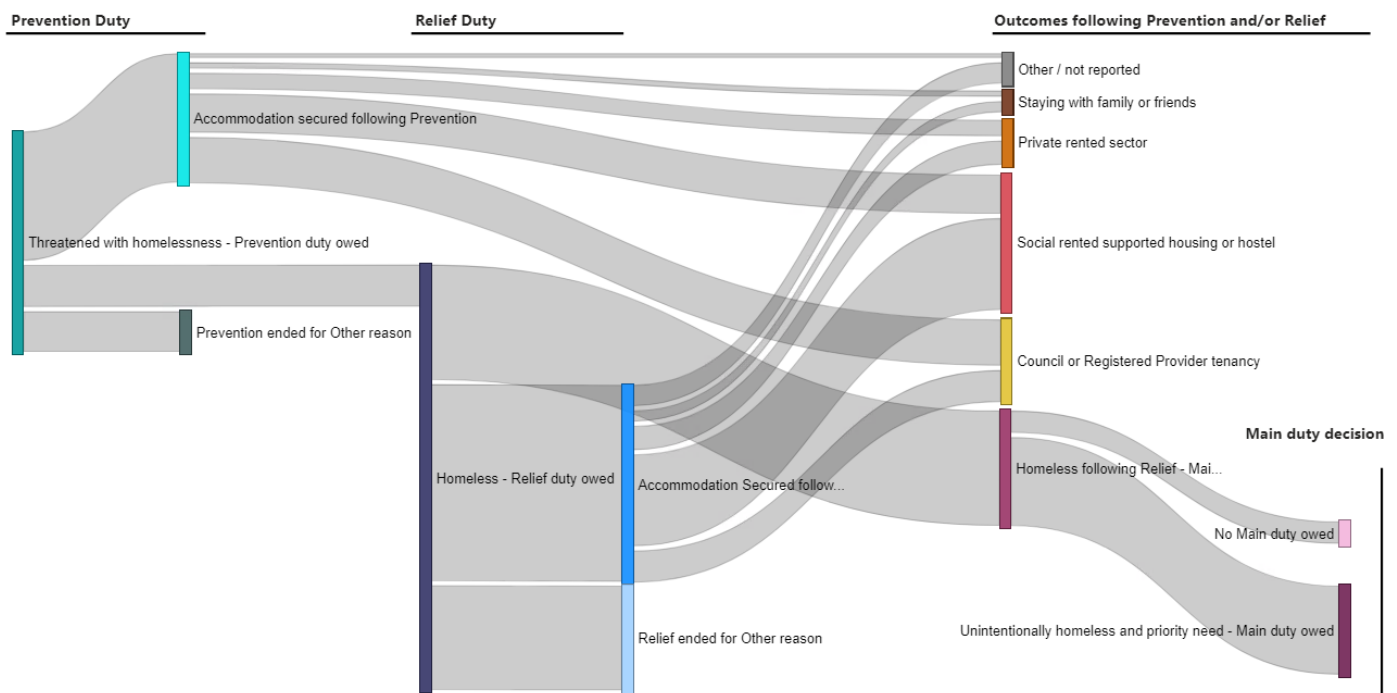 Prevention Duty
Relief Duty
Outcomes following Prevention and/or Relief
Other / not reported
Staying with family or friends
Accommodation secured following Prevention
Private rented sector
Threatened with homelessness - Prevention duty owed
Social rented supported housing or hostel
Prevention ended for Other reason
Council or Registered Provider tenancy
Main duty decision
Homeless following Relief - Mai...
Homeless - Relief duty owed
Accommodation Secured follow...
No Main duty owed
Unintentionally homeless and priority need - Main duty owed
Relief ended for Other reason